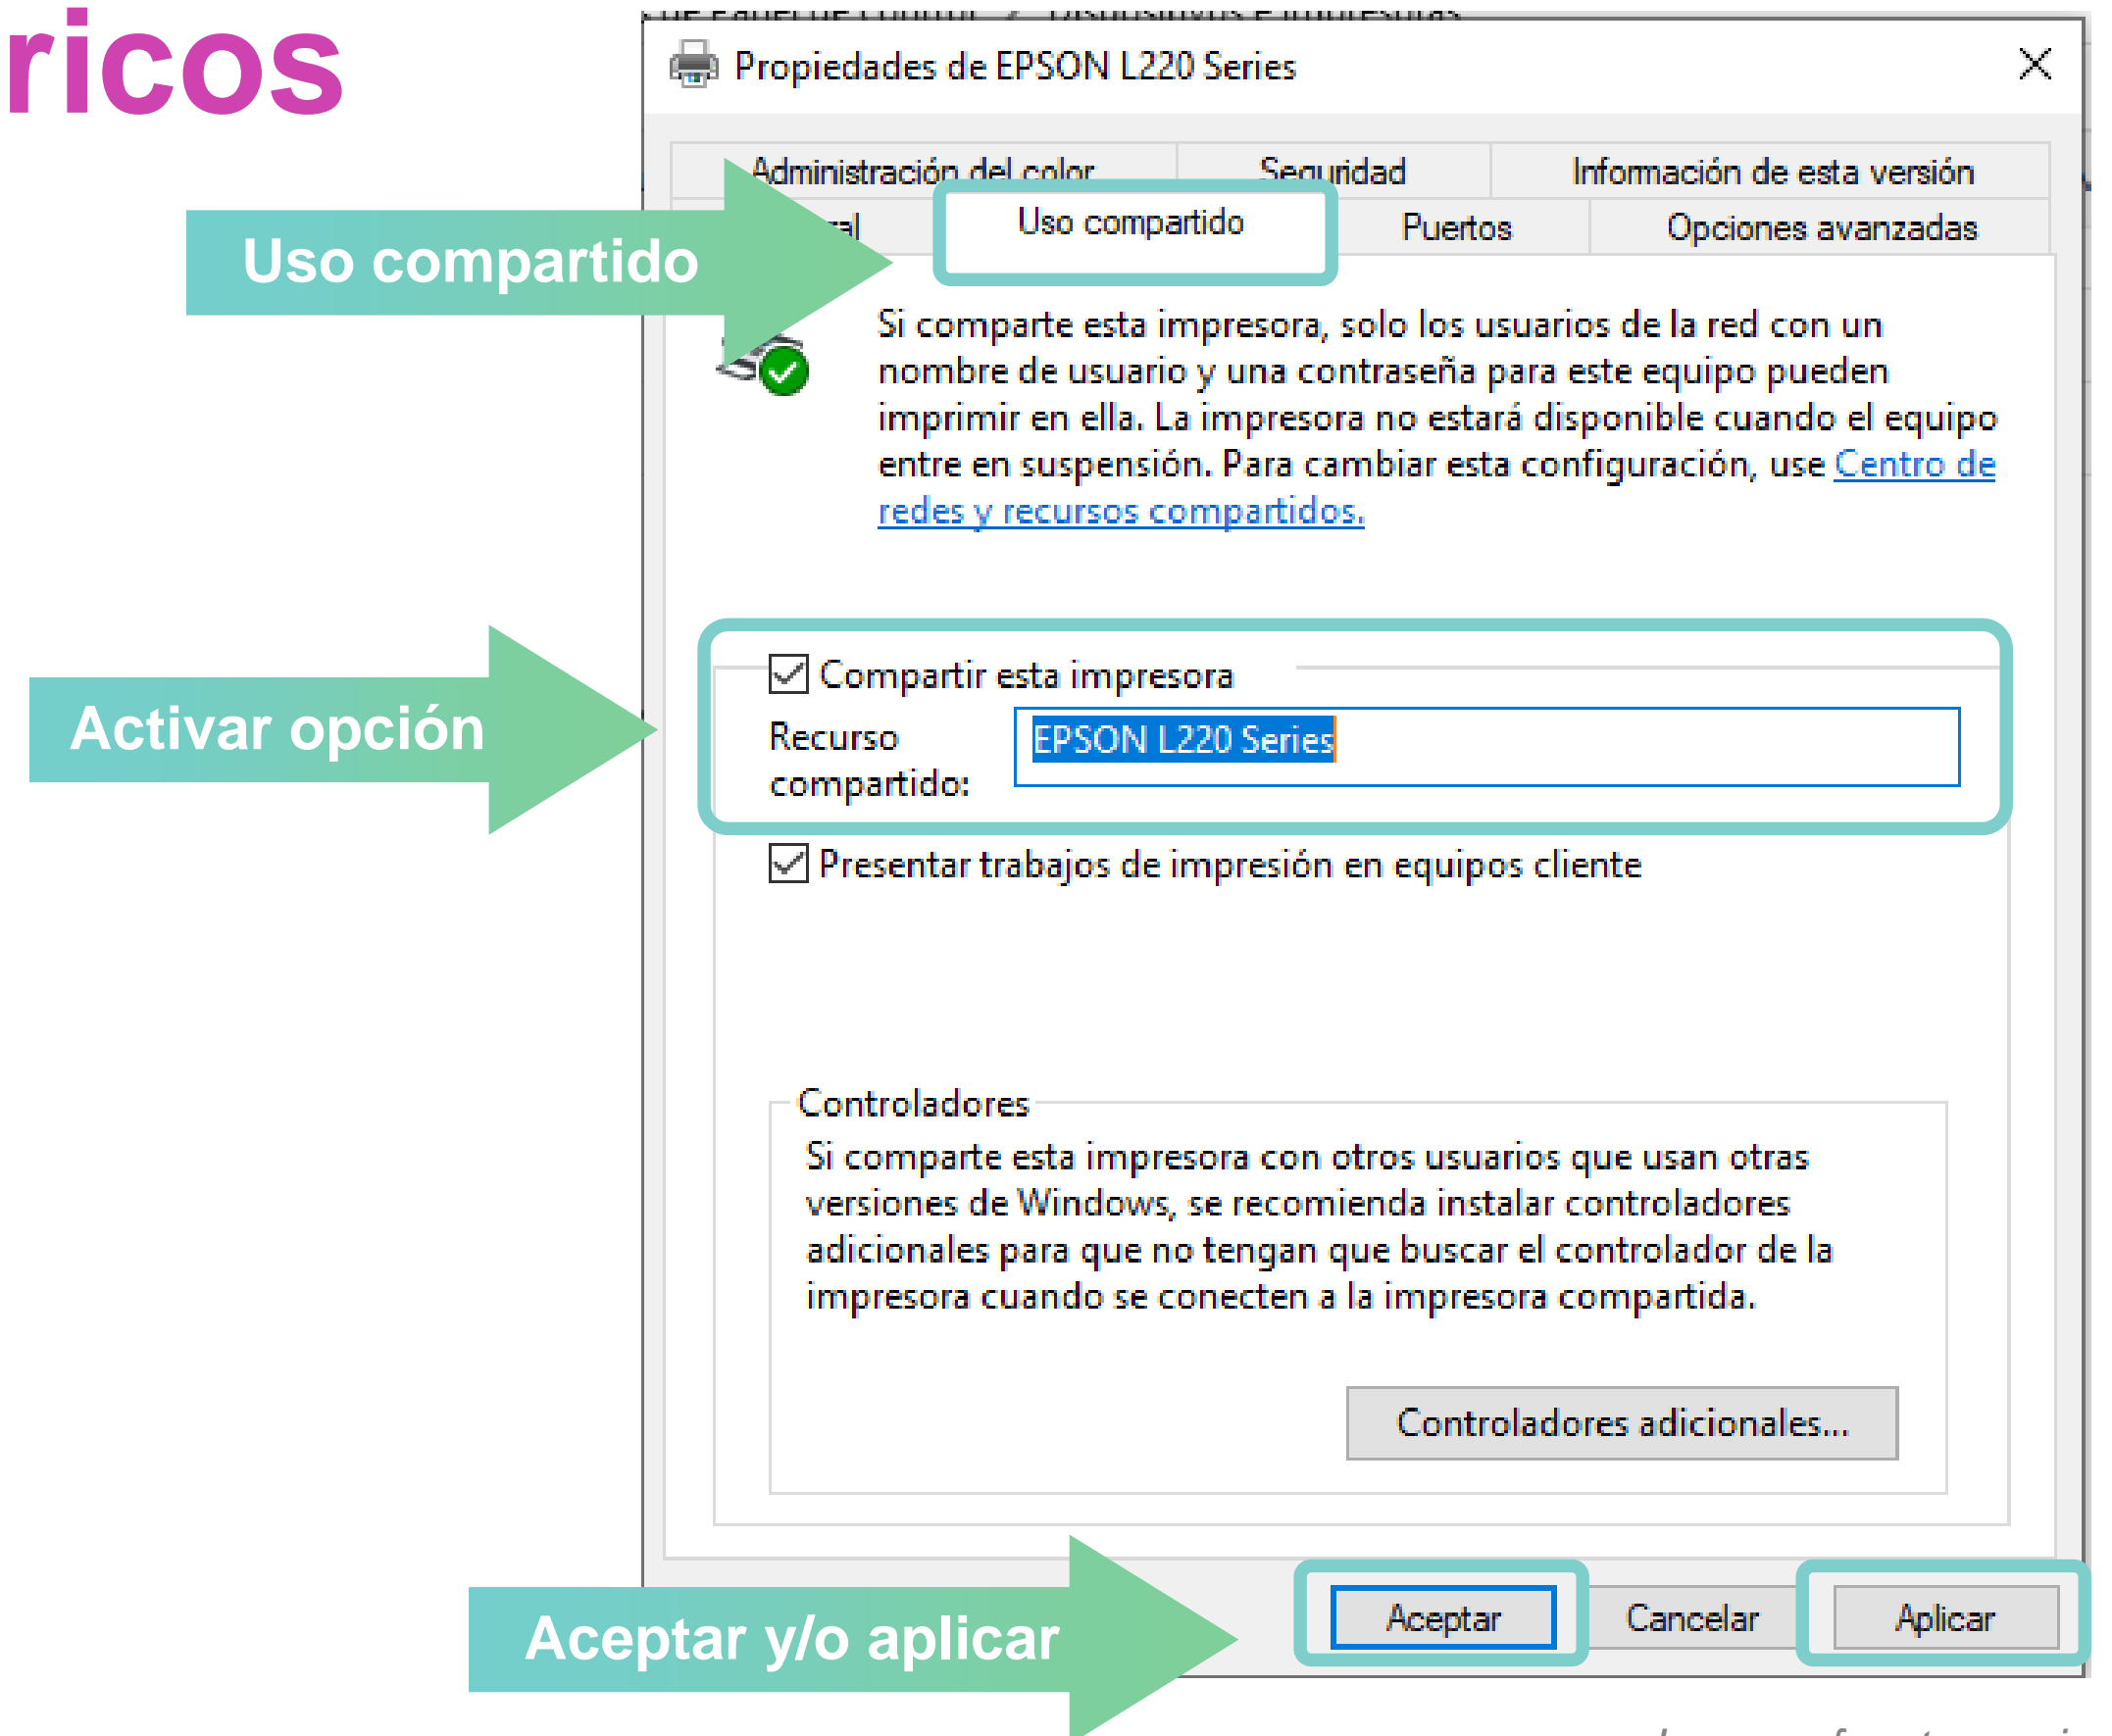 ricos
Propiedades de EPSON L220 Series
Administración del color
Seguridad
Información de esta versión
Uso compartido
Puertos
Opciones avanzadas
Uso compartido
Si comparte esta impresora, solo los usuarios de la red con un
nombre de usuario y una contraseña para este equipo pueden
imprimir en ella. La impresora no estará disponible cuando el equipo
entre en suspensión. Para cambiar esta configuración, use Centro de
redes y recursos compartidos.
Activar opción
Compartir esta impresora
Recurso
compartido:
EPSON L220 Series
Presentar trabajos de impresión en equipos cliente
Controladores
Si comparte esta impresora con otros usuarios que usan otras
versiones de Windows, se recomienda instalar controladores
adicionales para que no tengan que buscar el controlador de la
impresora cuando se conecten a la impresora compartida.
Controladores adicionales...
Aceptar y/o aplicar
Aceptar
Cancelar
Aplicar